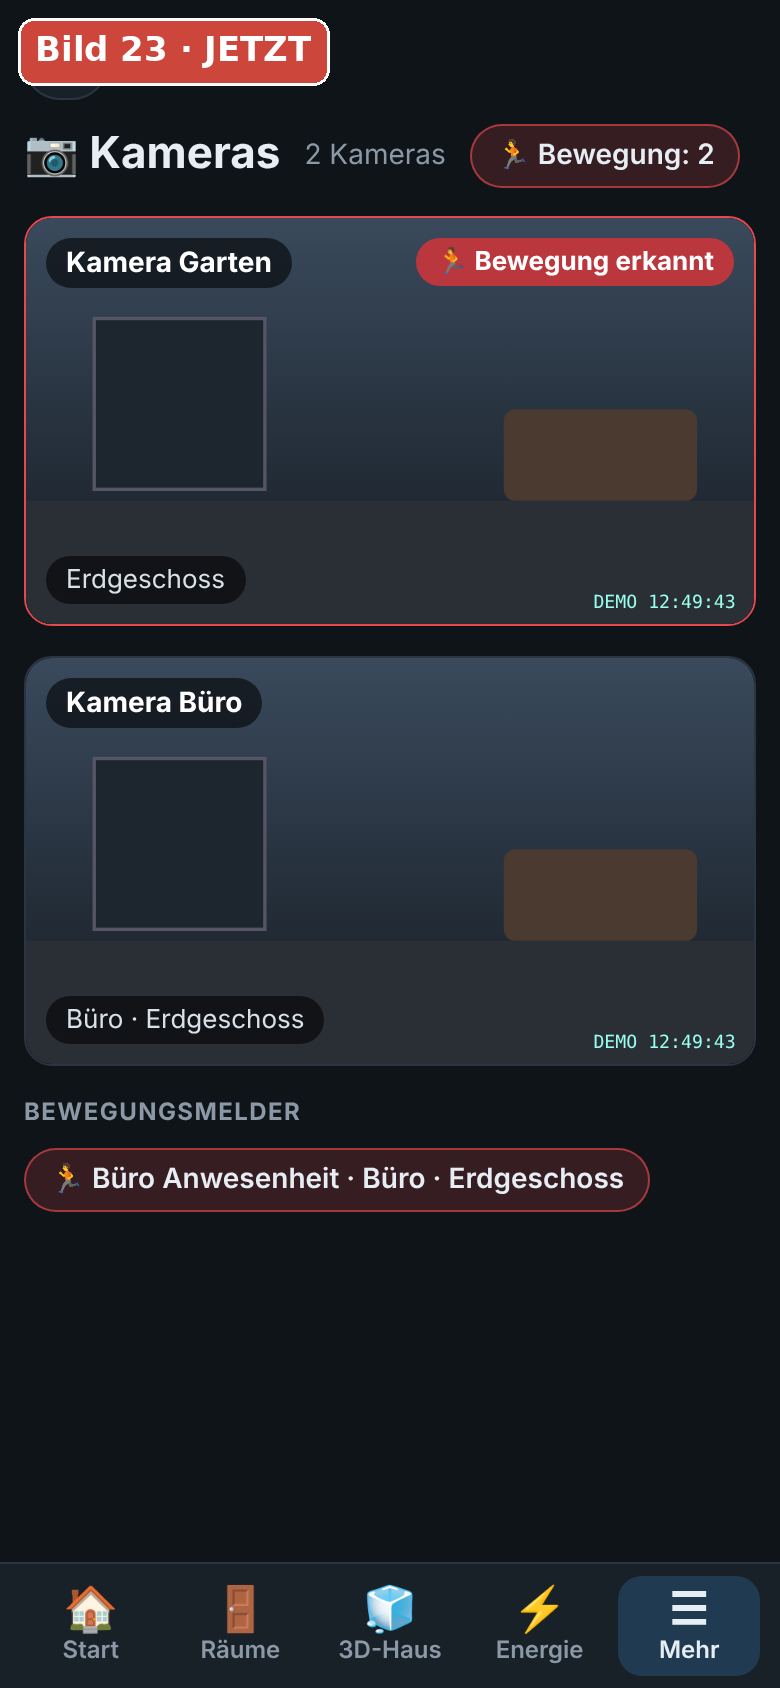 Bild 23 · JETZT
Kameras 2 Kameras Bewegung: 2
Kamera Garten Bewegung erkannt
Erdgeschoss
DEMO 12:49:43
Kamera Büro
Büro · Erdgeschoss
DEMO 12:49:43
BEWEGUNGSMELDER
Büro Anwesenheit · Büro · Erdgeschoss
Start Räume 3D-Haus Energie Mehr